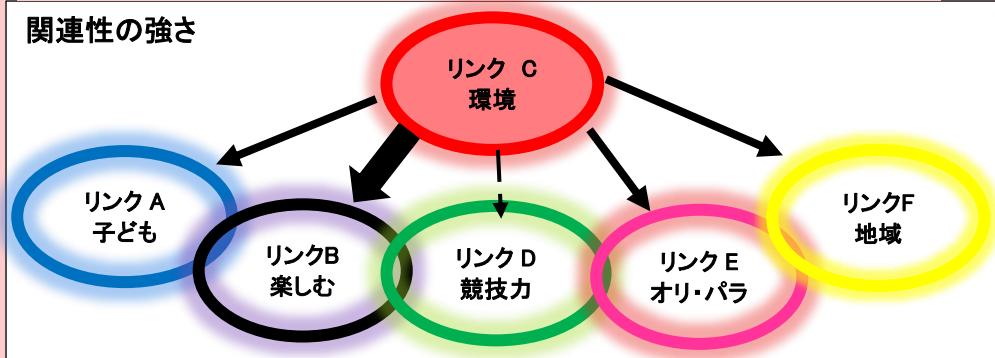 関連性の強さ
リンク C
環境
リンク A
子ども
リンクB
楽しむ
リンク D
競技力
リンク E
オリ・パラ
リンクF
地域